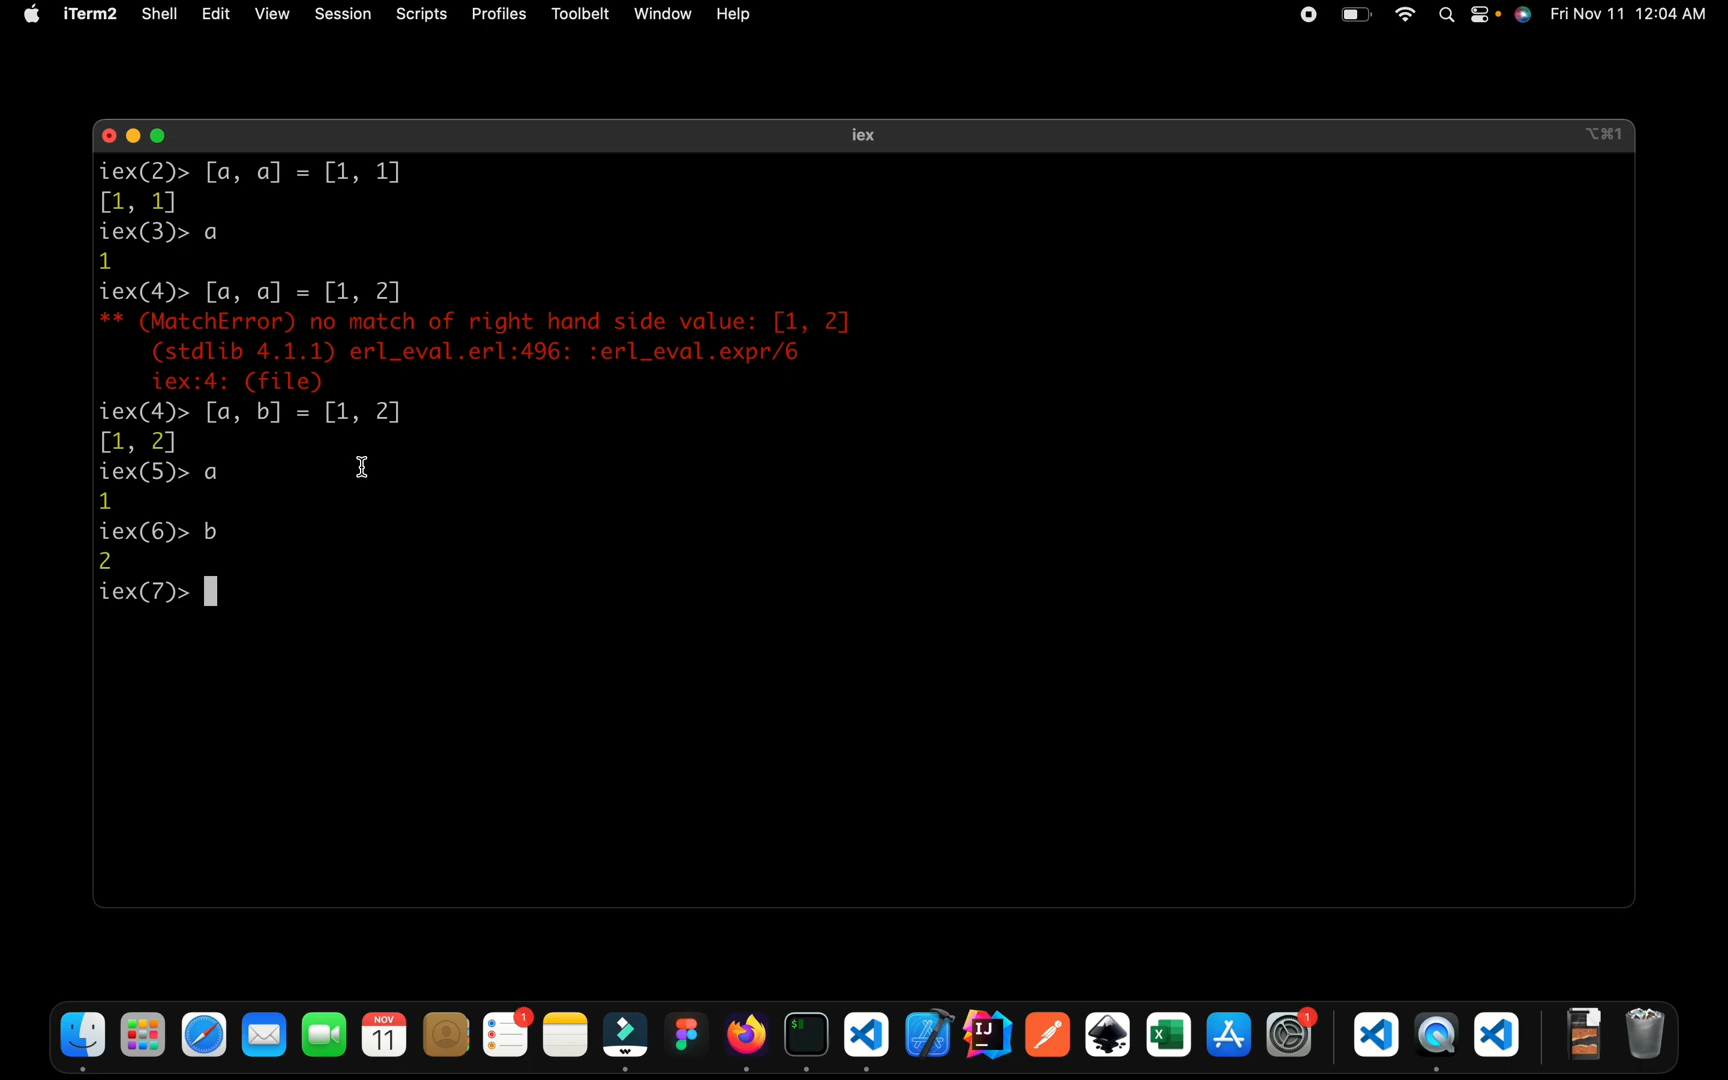 iTerm2 Shell Edit View Session Scripts Profiles Toolbelt Window Help Fri Nov 11 12:04 AM
iex ⌥⌘1
iex(2)> [a, a] = [1, 1]
[1, 1]
iex(3)> a
1
iex(4)> [a, a] = [1, 2]
** (MatchError) no match of right hand side value: [1, 2]
(stdlib 4.1.1) erl_eval.erl:496: :erl_eval.expr/6
iex:4: (file)
iex(4)> [a, b] = [1, 2]
[1, 2]
iex(5)> a
1
iex(6)> b
2
iex(7)>
NOV
11
1
$
IJ
X
1